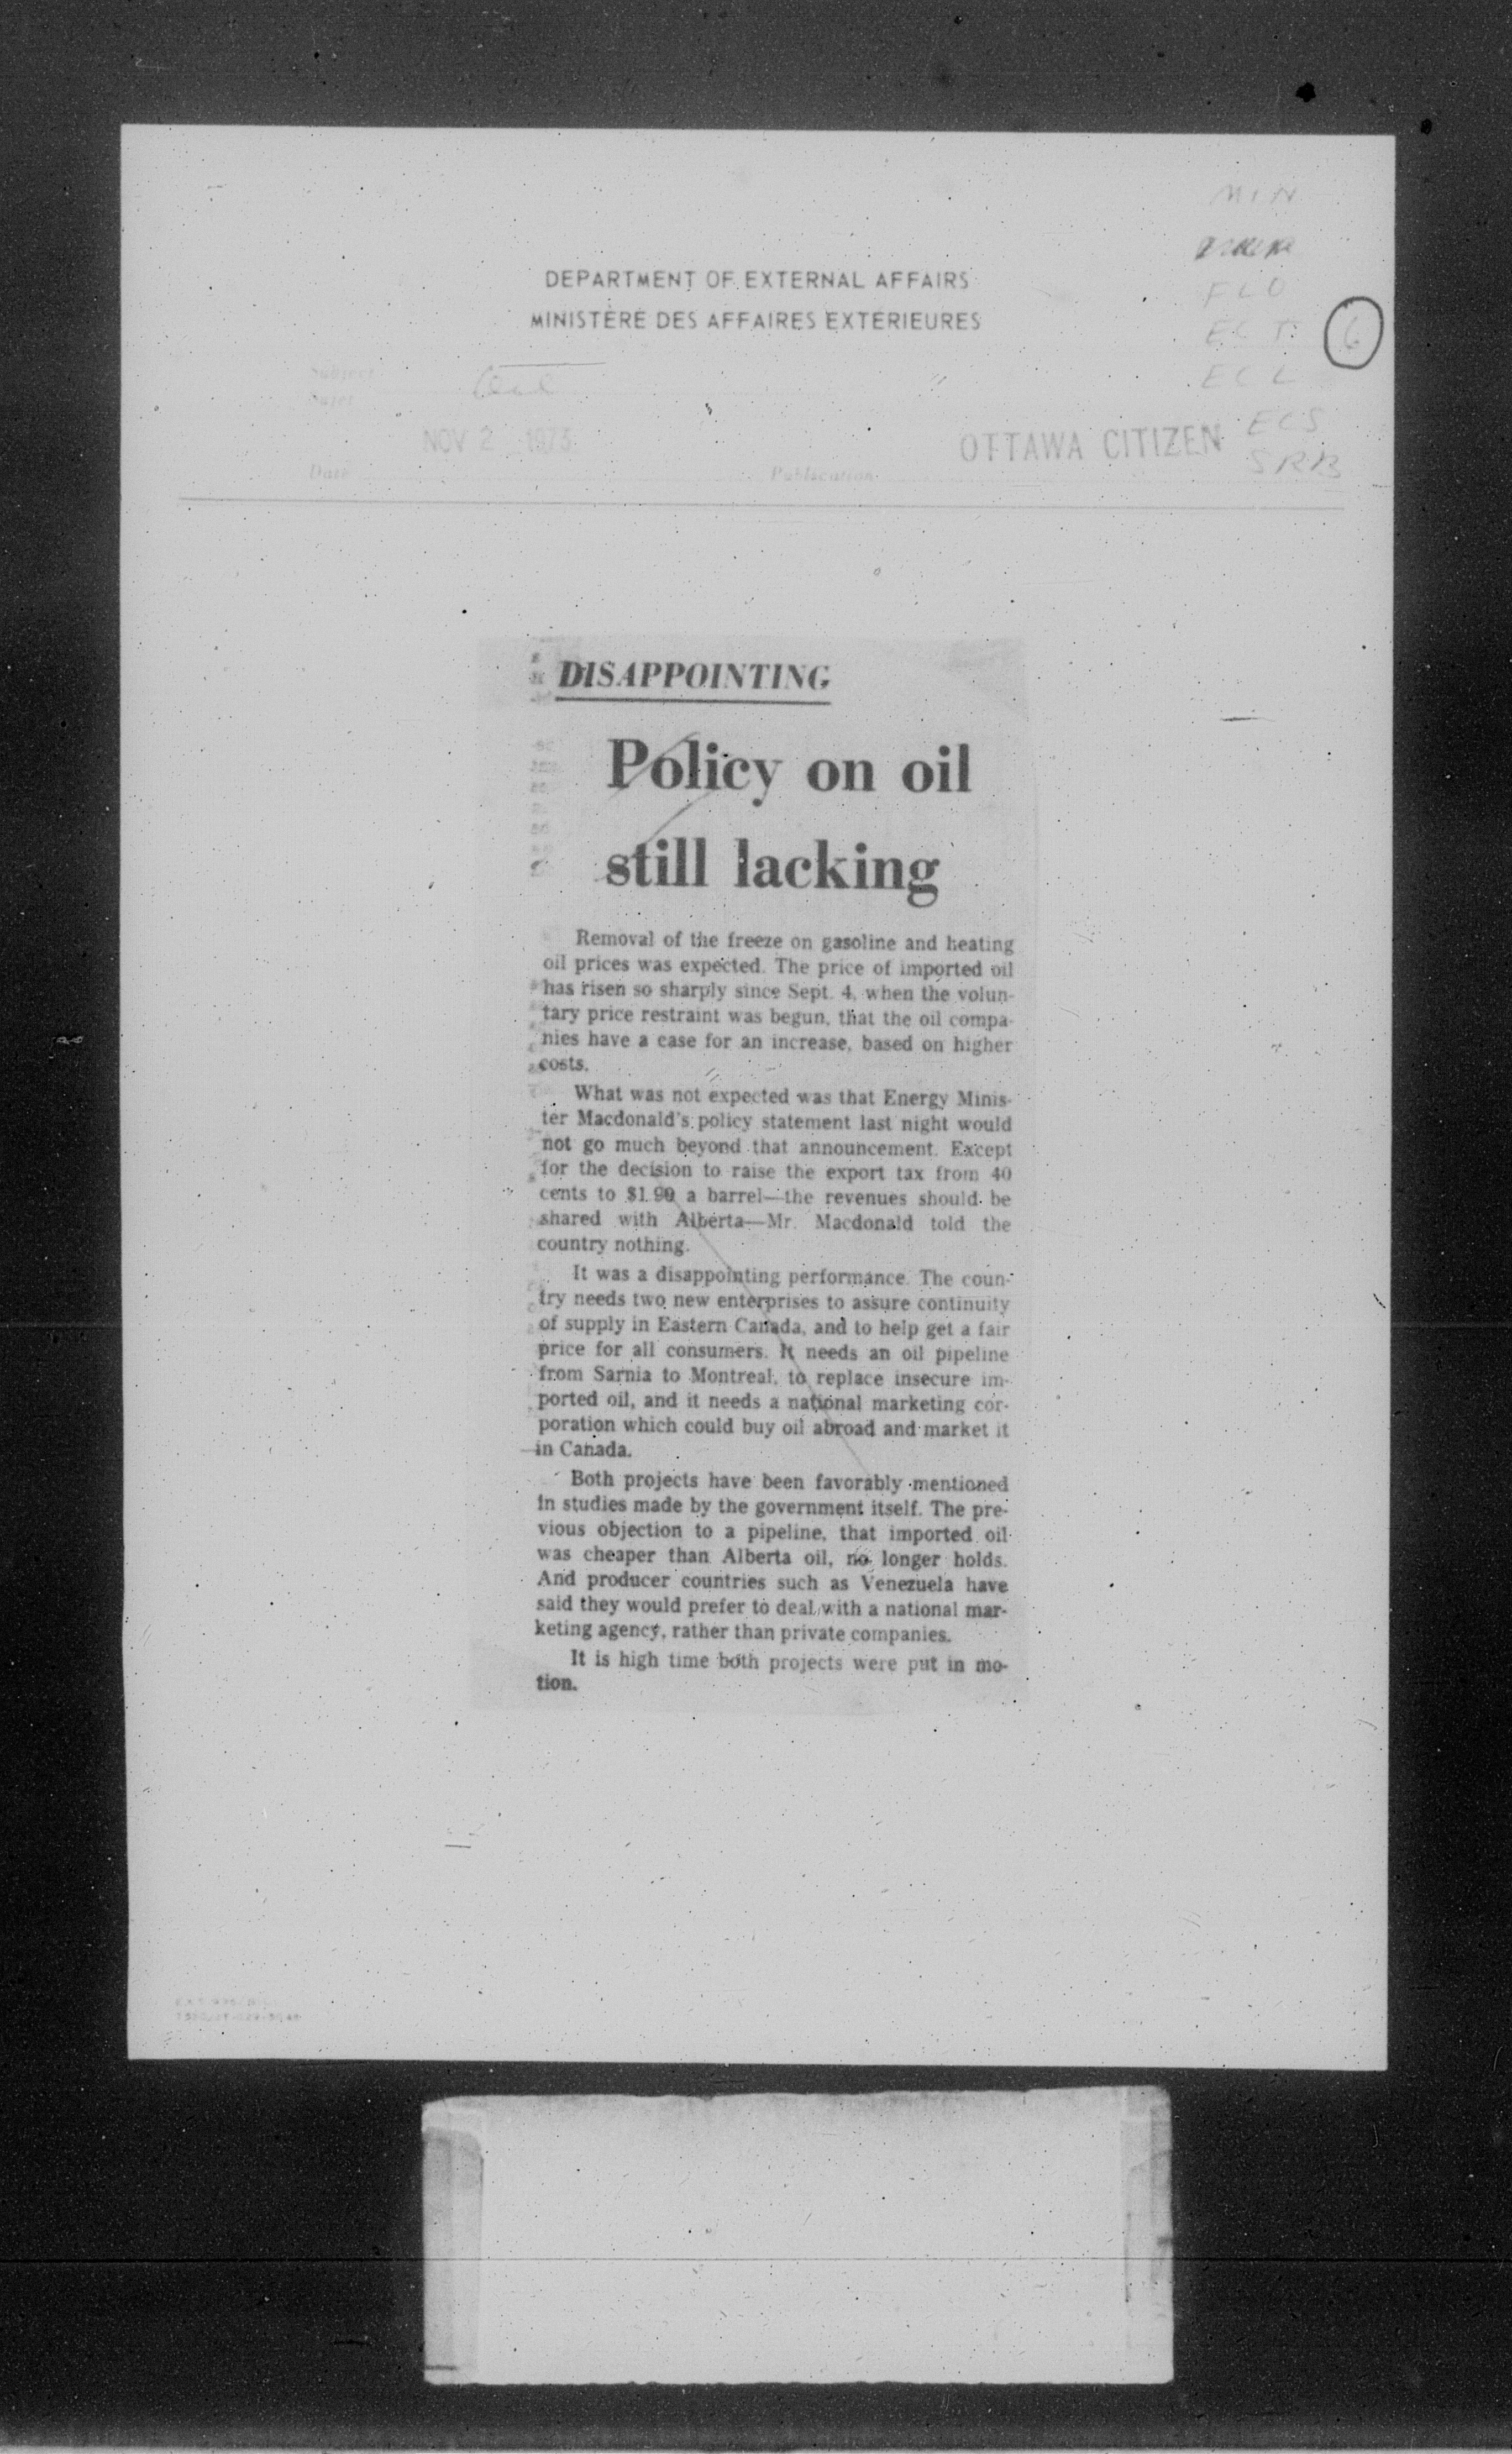 MIN
FLO
DEPARTMENT OF EXTERNAL AFFAIRS
MINISTÈRE DES AFFAIRES EXTÉRIEURES
ECT
6
ECL
Subject
Sujet
ECS
NOV 2 1973
OTTAWA CITIZEN
SRB
Date
Publication
DISAPPOINTING
Policy on oil
still lacking
Removal of the freeze on gasoline and heating
oil prices was expected. The price of imported oil
has risen so sharply since Sept. 4, when the volun-
tary price restraint was begun, that the oil compa-
nies have a case for an increase, based on higher
costs.
What was not expected was that Energy Minis-
ter Macdonald's policy statement last night would
not go much beyond that announcement. Except
for the decision to raise the export tax from 40
cents to $1.90 a barrel—the revenues should be
shared with Alberta—Mr. Macdonald told the
country nothing.
It was a disappointing performance. The coun-
try needs two new enterprises to assure continuity
of supply in Eastern Canada, and to help get a fair
price for all consumers. It needs an oil pipeline
from Sarnia to Montreal, to replace insecure im-
ported oil, and it needs a national marketing cor-
poration which could buy oil abroad and market it
in Canada.
Both projects have been favorably mentioned
in studies made by the government itself. The pre-
vious objection to a pipeline, that imported oil
was cheaper than Alberta oil, no longer holds.
And producer countries such as Venezuela have
said they would prefer to deal with a national mar-
keting agency, rather than private companies.
It is high time both projects were put in mo-
tion.